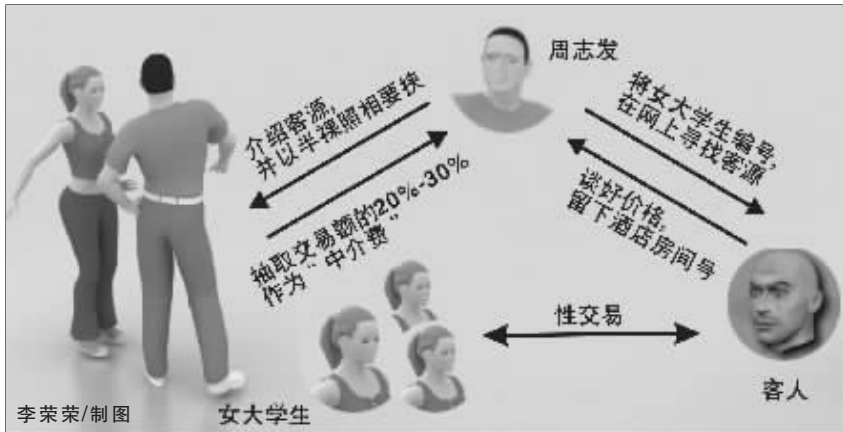 周志发
介绍客源，
并以半裸照相要挟
抽取交易额的20%-30%
作为“中介费”
将女大学生编号，
在网上寻找客源
谈好价格，
留下酒店房间号
性交易
客人
女大学生
李荣荣/制图